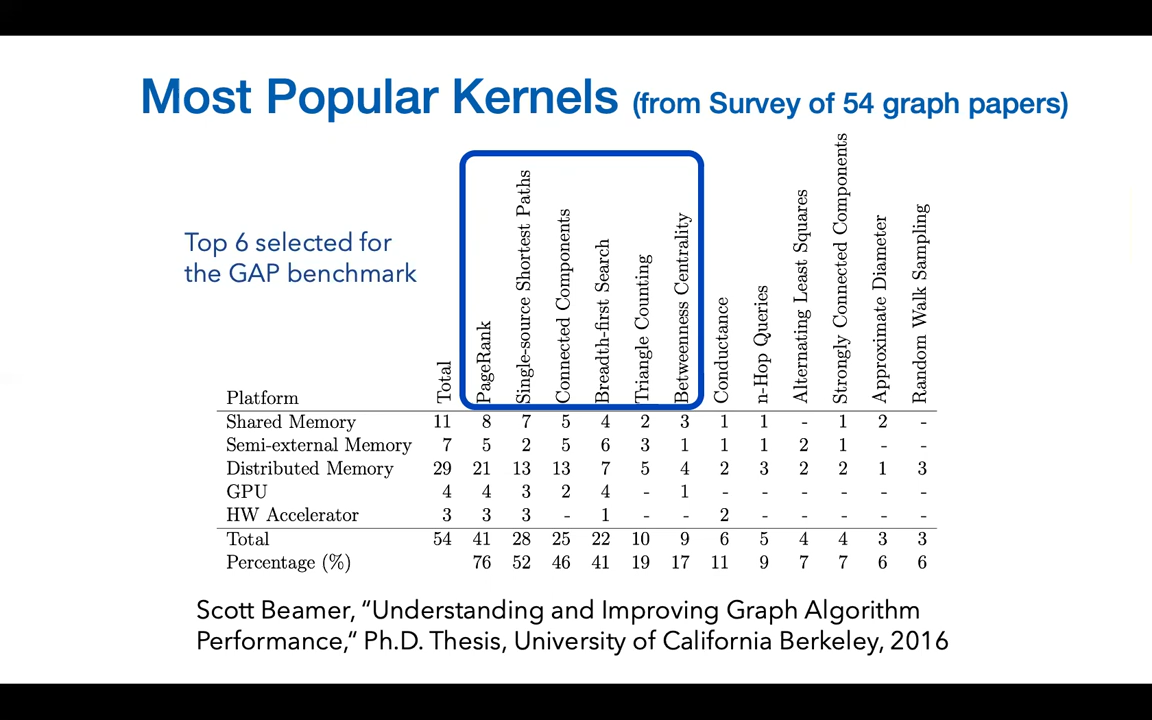 Most Popular Kernels (from Survey of 54 graph papers)
Top 6 selected for
the GAP benchmark
Platform Total PageRank Single-source Shortest Paths Connected Components Breadth-first Search Triangle Counting Betweenness Centrality Conductance n-Hop Queries Alternating Least Squares Strongly Connected Components Approximate Diameter Random Walk Sampling
Shared Memory 11 8 7 5 4 2 3 1 1 - 1 2 -
Semi-external Memory 7 5 2 5 6 3 1 1 1 2 1 - -
Distributed Memory 29 21 13 13 7 5 4 2 3 2 2 1 3
GPU 4 4 3 2 4 - 1 - - - - - -
HW Accelerator 3 3 3 - 1 - - 2 - - - - -
Total 54 41 28 25 22 10 9 6 5 4 4 3 3
Percentage (%) 76 52 46 41 19 17 11 9 7 7 6 6
Scott Beamer, “Understanding and Improving Graph Algorithm
Performance,“ Ph.D. Thesis, University of California Berkeley, 2016